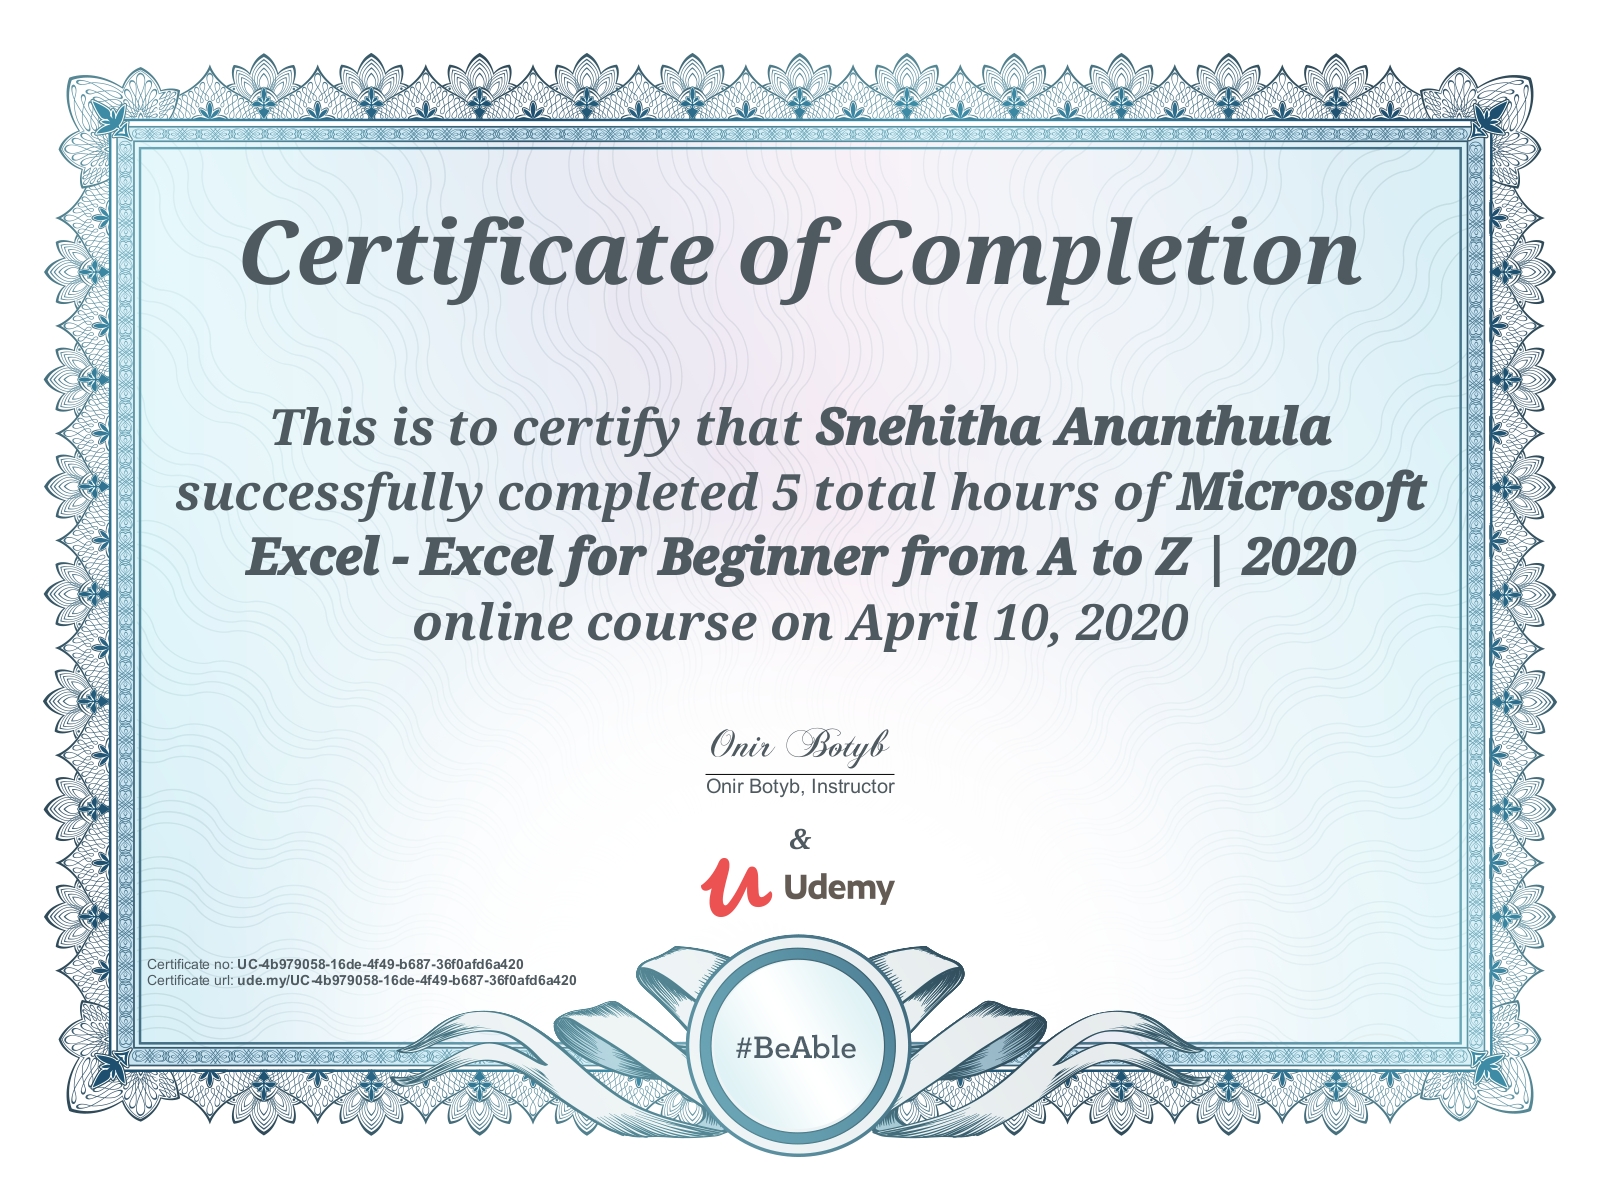 Certificate of Completion
This is to certify that Snehitha Ananthula
successfully completed 5 total hours of Microsoft
Excel - Excel for Beginner from A to Z | 2020
online course on April 10, 2020
Onir Botyb
Onir Botyb, Instructor
&
Udemy
Certificate no: UC-4b979058-16de-4f49-b687-36f0afd6a420
Certificate url: ude.my/UC-4b979058-16de-4f49-b687-36f0afd6a420
#BeAble